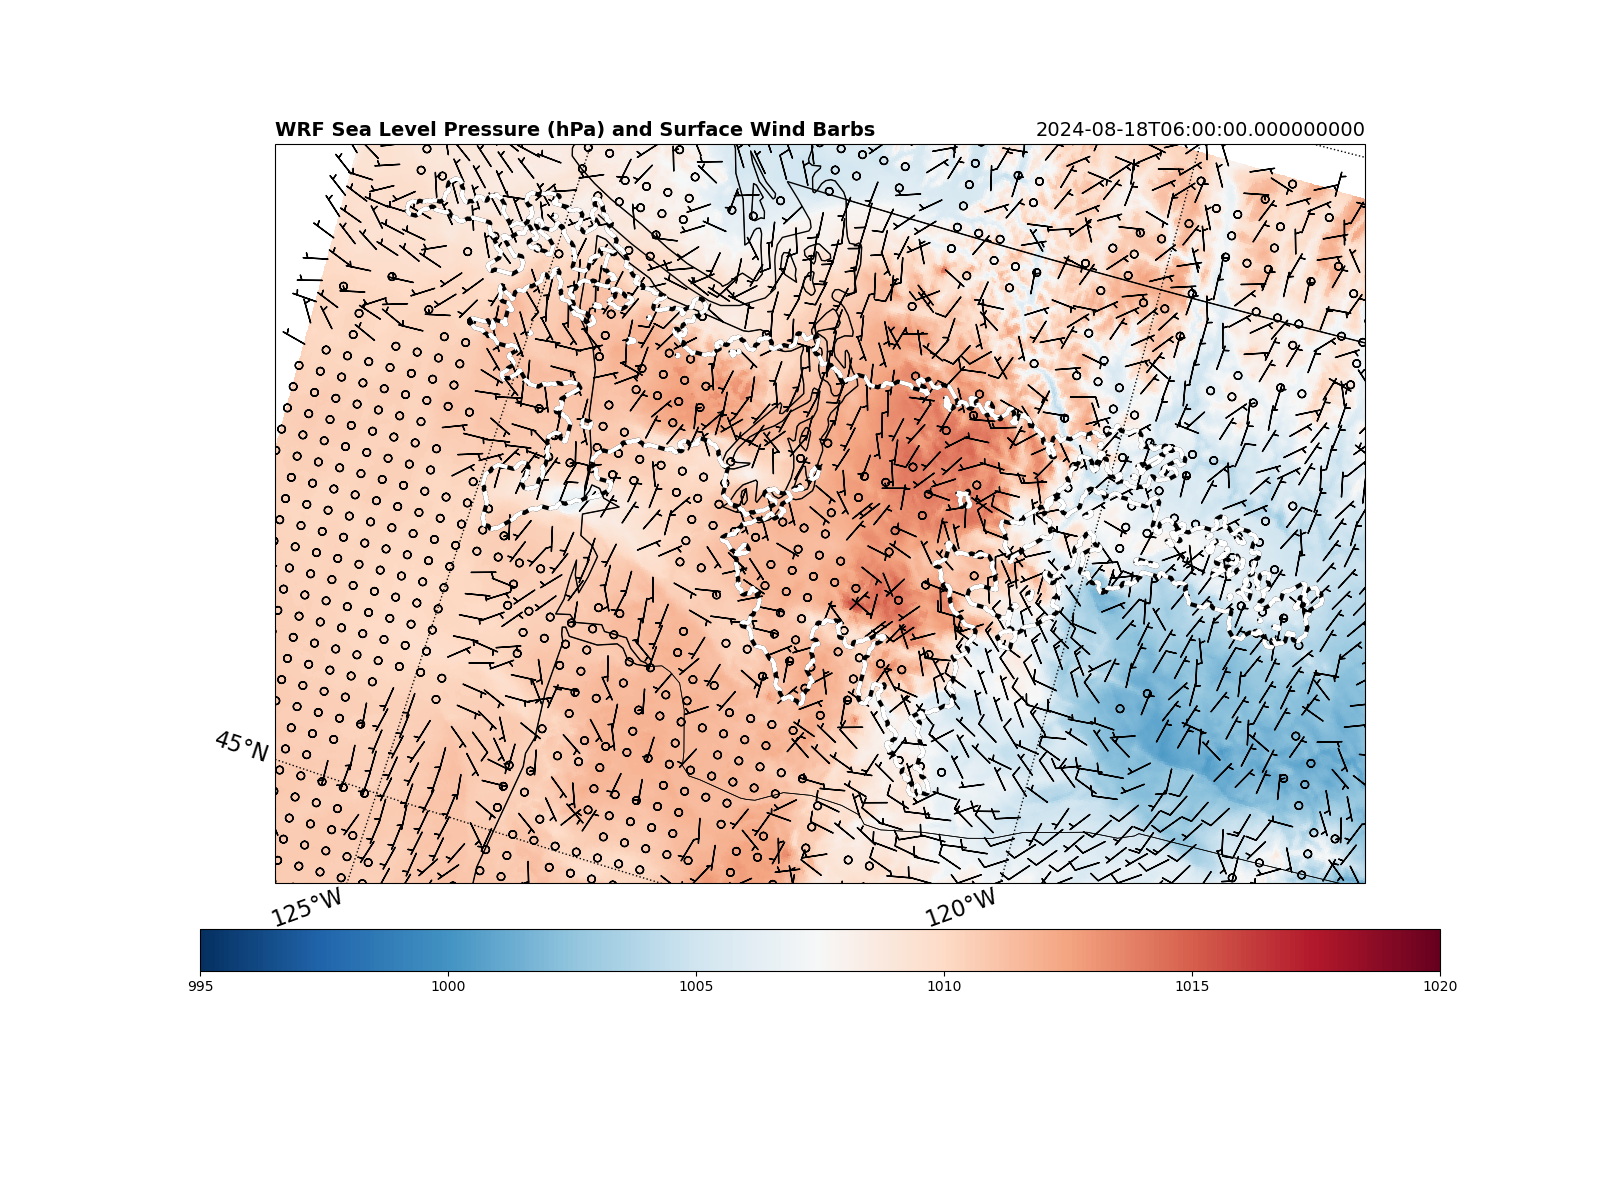 WRF Sea Level Pressure (hPa) and Surface Wind Barbs
2024-08-18T06:00:00.000000000
45°N
125°W
120°W
995
1000
1005
1010
1015
1020